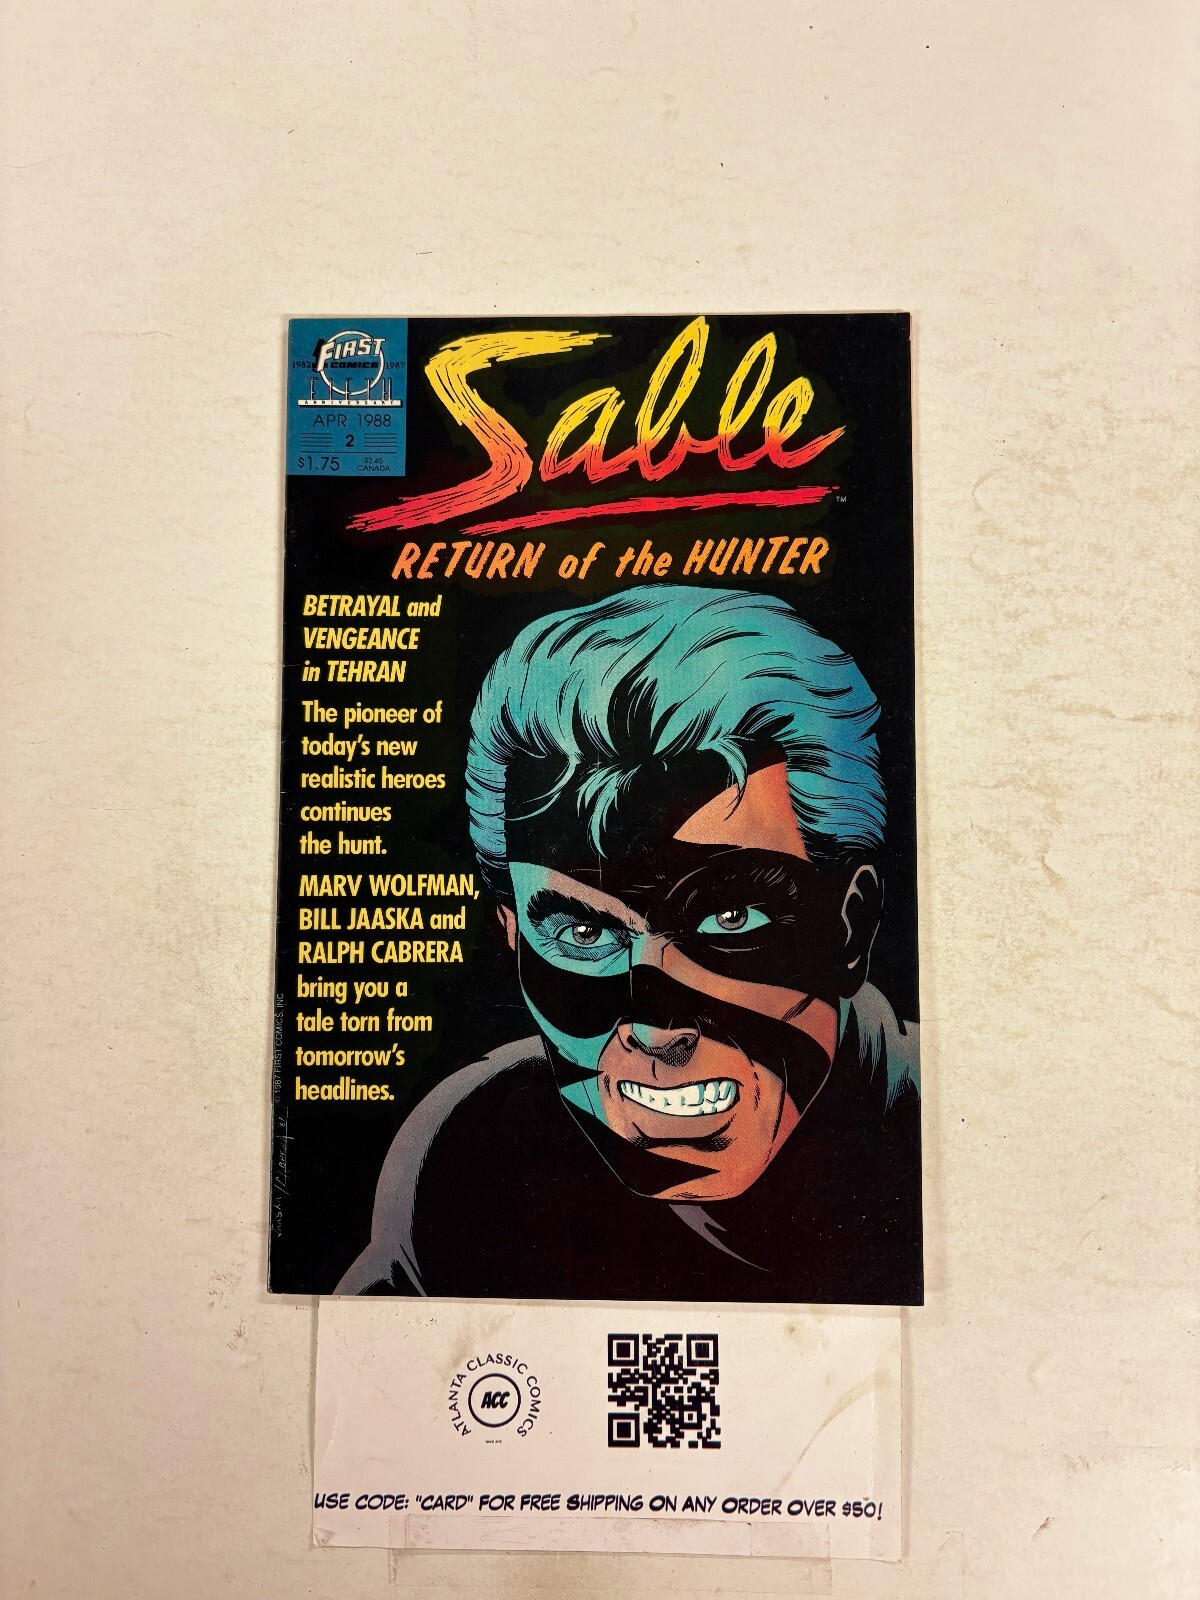 FIRST
COMICS
1982 1987
FIFTH
ANNIVERSARY
APR 1988
2
$1.75
$2.45
CANADA
Sable
TM
RETURN of the HUNTER
BETRAYAL and
VENGEANCE
in TEHRAN
The pioneer of
today's new
realistic heroes
continues
the hunt.
MARV WOLFMAN,
BILL JAASKA and
RALPH CABRERA
bring you a
tale torn from
tomorrow's
headlines.
© 1987 FIRST COMICS, INC
ATLANTA CLASSIC COMICS
ACC
USE CODE: "CARD" FOR FREE SHIPPING ON ANY ORDER OVER $50!